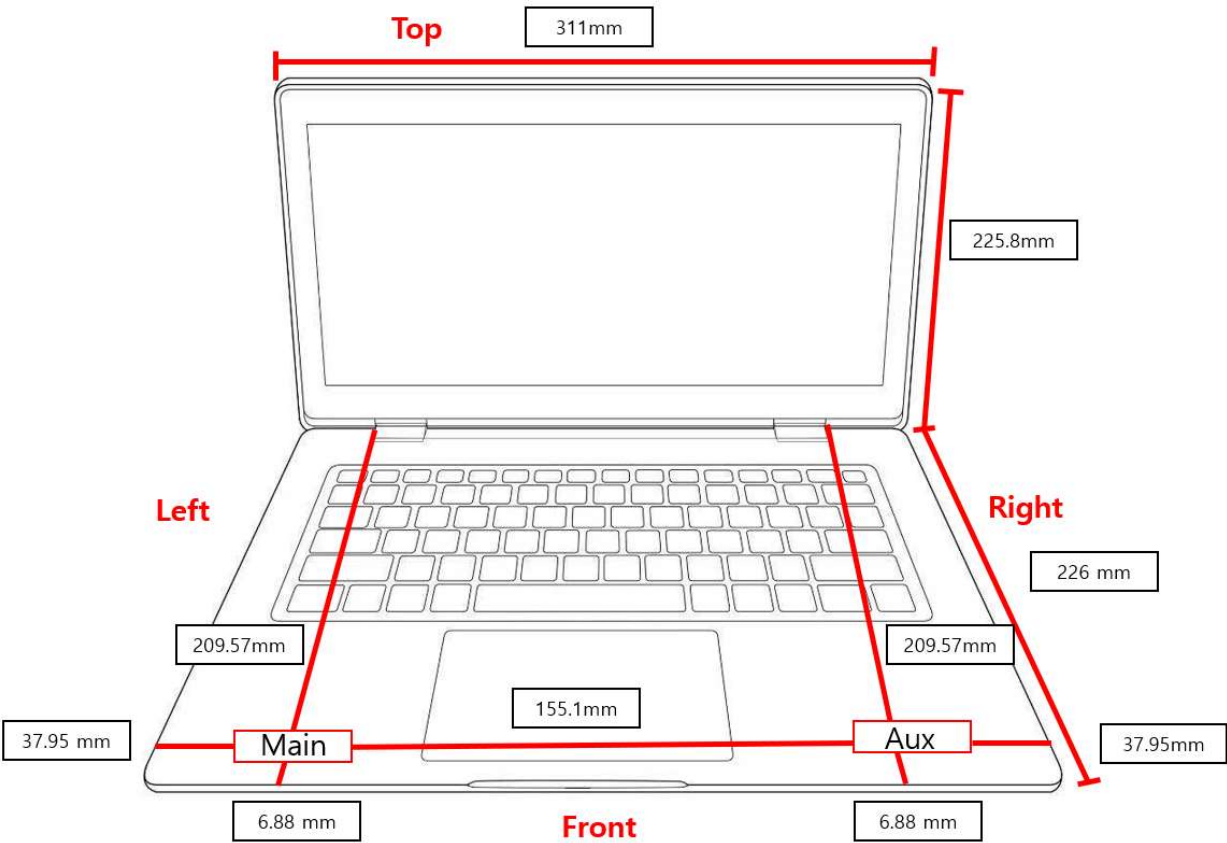 Top
311mm
225.8mm
Left
Right
226 mm
209.57mm
209.57mm
155.1mm
37.95 mm
Main
Aux
37.95mm
6.88 mm
6.88 mm
Front